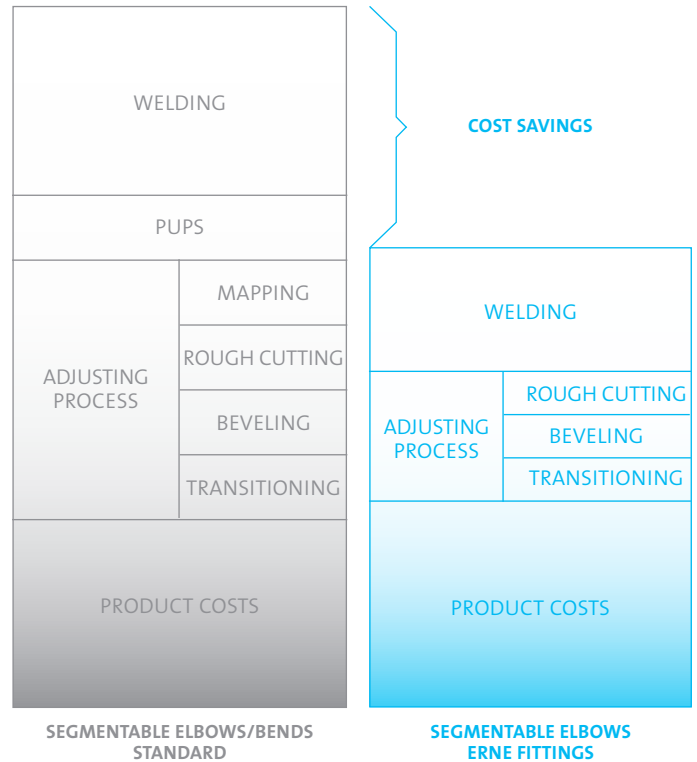 WELDING
PUPS
ADJUSTING
PROCESS
MAPPING
ROUGH CUTTING
BEVELING
TRANSITIONING
PRODUCT COSTS
SEGMENTABLE ELBOWS/BENDS
STANDARD
COST SAVINGS
WELDING
ADJUSTING
PROCESS
ROUGH CUTTING
BEVELING
TRANSITIONING
PRODUCT COSTS
SEGMENTABLE ELBOWS
ERNE FITTINGS